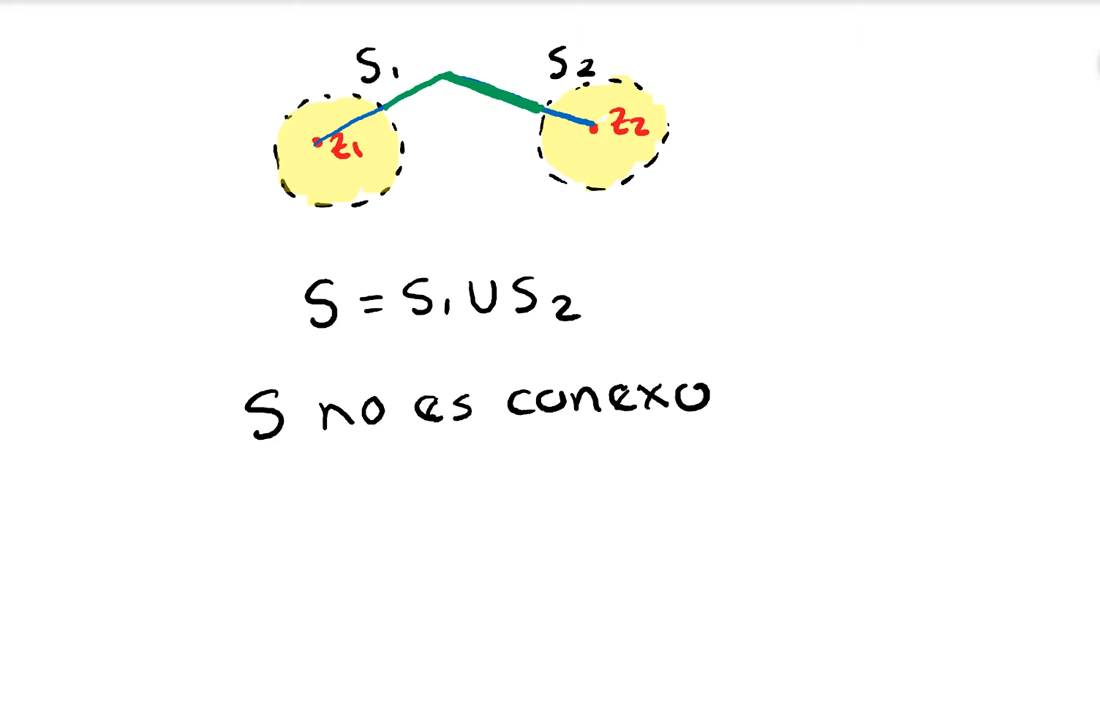 S₁ S₂
z₁ z₂
S = S₁ ∪ S₂
S no es conexo